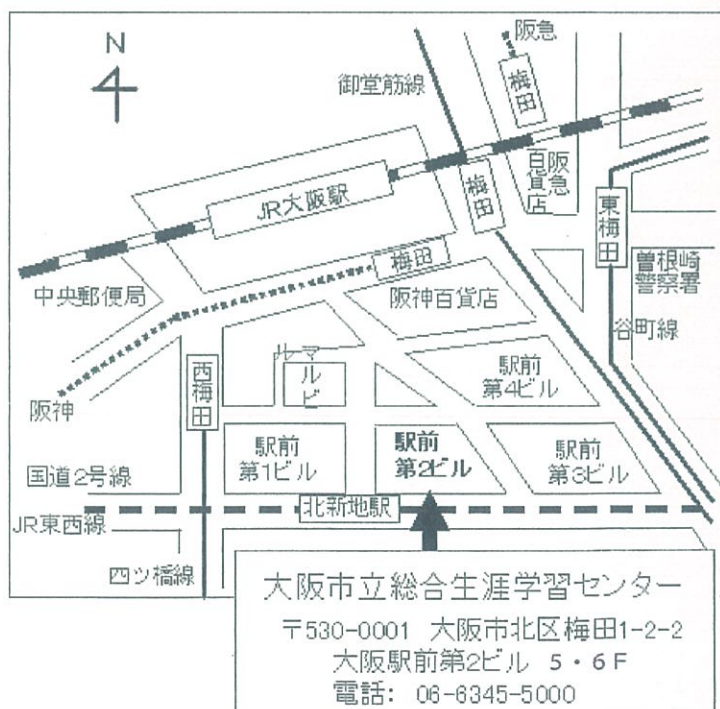 N
阪急
梅田
御堂筋線
JR大阪駅
梅田
阪急
百貨店
東梅田
梅田
中央郵便局
阪神百貨店
曽根崎
警察署
谷町線
マルビル
西梅田
駅前
第4ビル
阪神
駅前
第1ビル
駅前
第2ビル
駅前
第3ビル
国道2号線
北新地駅
JR東西線
四ツ橋線
大阪市立総合生涯学習センター
〒530-0001 大阪市北区梅田1-2-2
大阪駅前第2ビル 5・6F
電話: 06-6345-5000